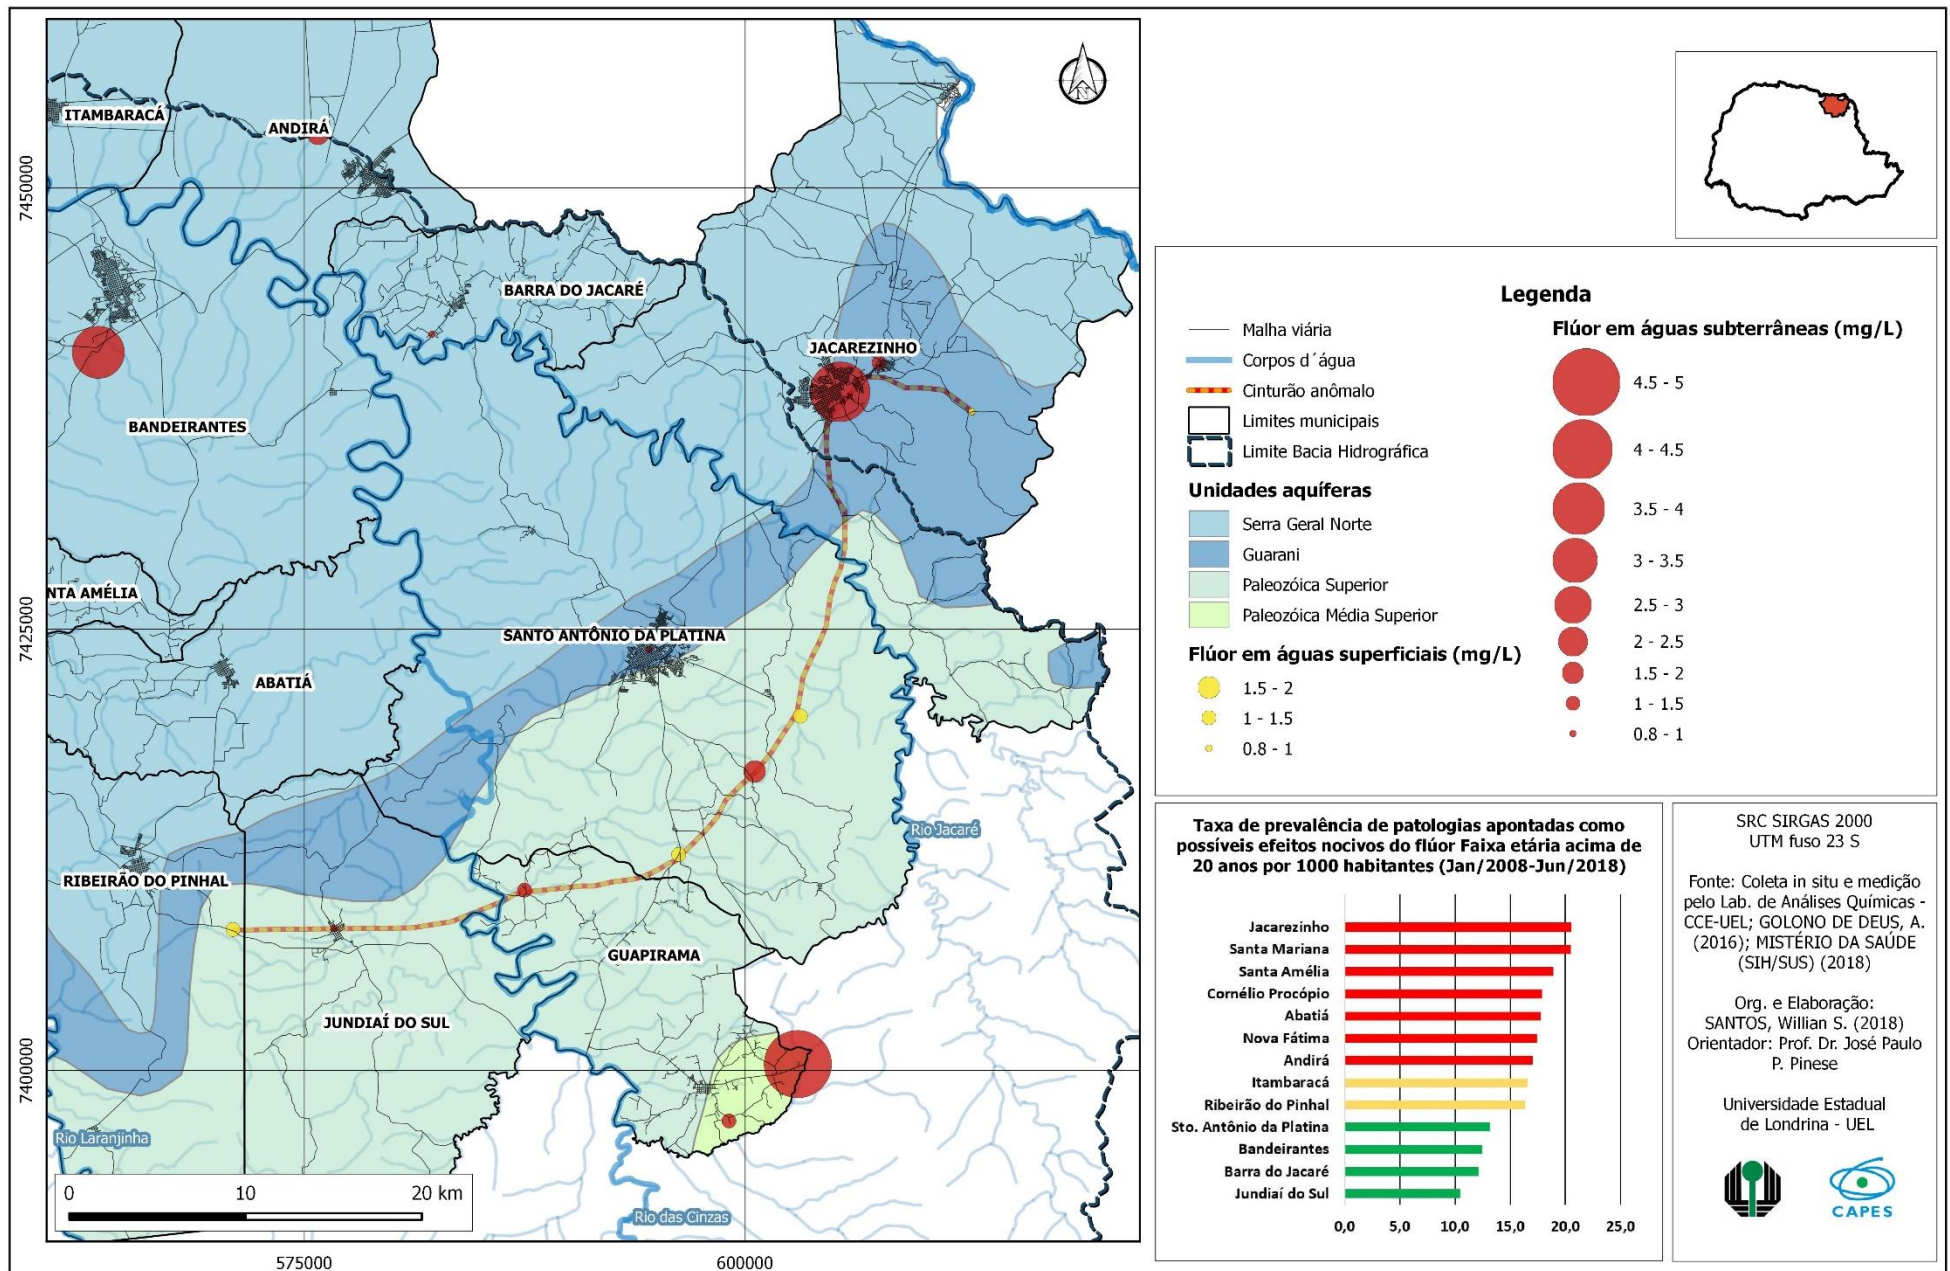 ITAMBARACÁ
ANDIRÁ
BARRA DO JACARÉ
JACAREZINHO
BANDEIRANTES
NTA AMÉLIA
SANTO ANTÔNIO DA PLATINA
ABATIÁ
Rio Jacaré
RIBEIRÃO DO PINHAL
GUAPIRAMA
JUNDIAÍ DO SUL
Rio Laranjinha
Rio das Cinzas
0 10 20 km
7450000
7425000
7400000
575000 600000
N
Legenda
Malha viária
Corpos d´água
Cinturão anômalo
Limites municipais
Limite Bacia Hidrográfica
Unidades aquíferas
Serra Geral Norte
Guarani
Paleozóica Superior
Paleozóica Média Superior
Flúor em águas superficiais (mg/L)
1.5 - 2
1 - 1.5
0.8 - 1
Flúor em águas subterrâneas (mg/L)
4.5 - 5
4 - 4.5
3.5 - 4
3 - 3.5
2.5 - 3
2 - 2.5
1.5 - 2
1 - 1.5
0.8 - 1
Taxa de prevalência de patologias apontadas como
possíveis efeitos nocivos do flúor Faixa etária acima de
20 anos por 1000 habitantes (Jan/2008-Jun/2018)
Jacarezinho
Santa Mariana
Santa Amélia
Cornélio Procópio
Abatiá
Nova Fátima
Andirá
Itambaracá
Ribeirão do Pinhal
Sto. Antônio da Platina
Bandeirantes
Barra do Jacaré
Jundiaí do Sul
0,0 5,0 10,0 15,0 20,0 25,0
SRC SIRGAS 2000
UTM fuso 23 S
Fonte: Coleta in situ e medição
pelo Lab. de Análises Químicas -
CCE-UEL; GOLONO DE DEUS, A.
(2016); MISTÉRIO DA SAÚDE
(SIH/SUS) (2018)
Org. e Elaboração:
SANTOS, Willian S. (2018)
Orientador: Prof. Dr. José Paulo
P. Pinese
Universidade Estadual
de Londrina - UEL
CAPES